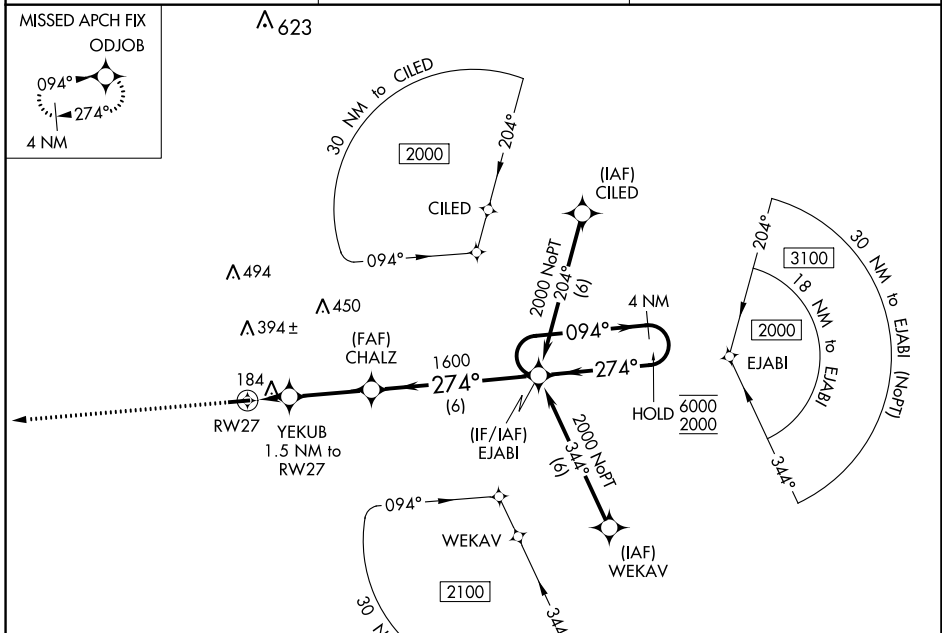 MISSED APCH FIX
ODJOB
094°
274°
4 NM
623
30 NM to CILED
2000
204°
CILED
094°
(IAF)
CILED
2000 NoPT
204°
(6)
494
450
394 ±
184
RW27
YEKUB
1.5 NM to
RW27
(FAF)
CHALZ
1600
274°
(6)
4 NM
094°
274°
HOLD
6000
2000
(IF/IAF)
EJABI
2000 NoPT
344°
(6)
(IAF)
WEKAV
204°
3100
30 NM to EJABI (NoPT)
18 NM to EJABI
2000
EJABI
344°
094°
WEKAV
2100
30 N
344